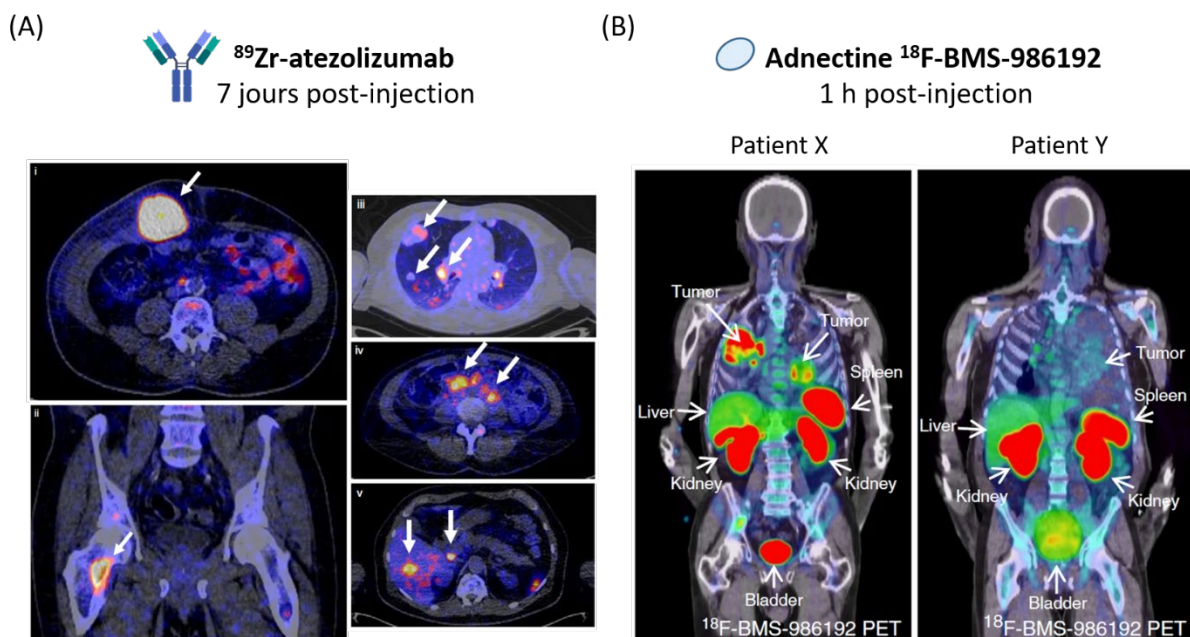 (A)
⁸⁹Zr-atezolizumab
7 jours post-injection
i
ii
iii
iv
v
(B)
Adnectine ¹⁸F-BMS-986192
1 h post-injection
Patient X
Tumor
Tumor
Spleen
Liver
Kidney
Kidney
Bladder
¹⁸F-BMS-986192 PET
Patient Y
Tumor
Spleen
Liver
Kidney
Kidney
Bladder
¹⁸F-BMS-986192 PET